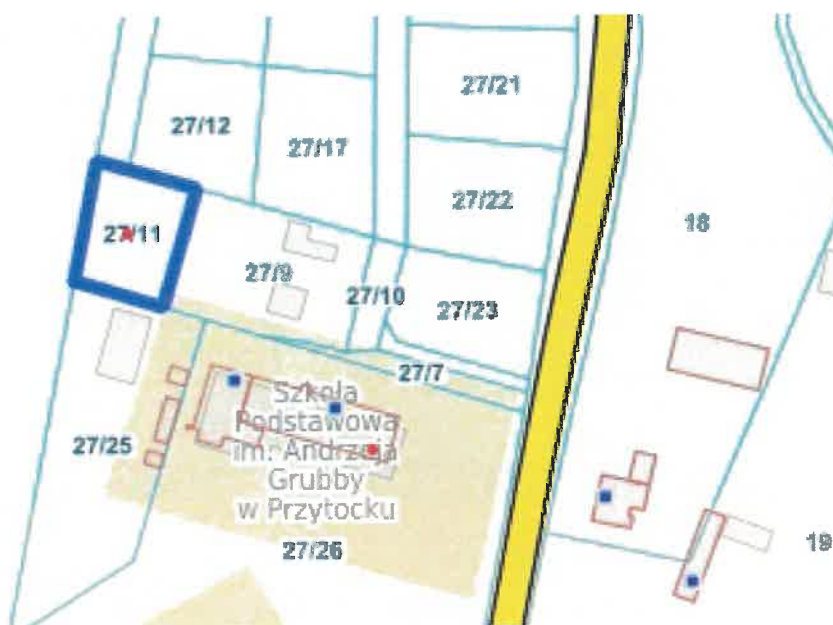 27/21
27/12
27/17
27/22
18
27/11
27/9
27/10
27/23
27/7
Szkoła
Podstawowa
im. Andrzeja
Grubby
w Przytocku
27/25
27/26
19